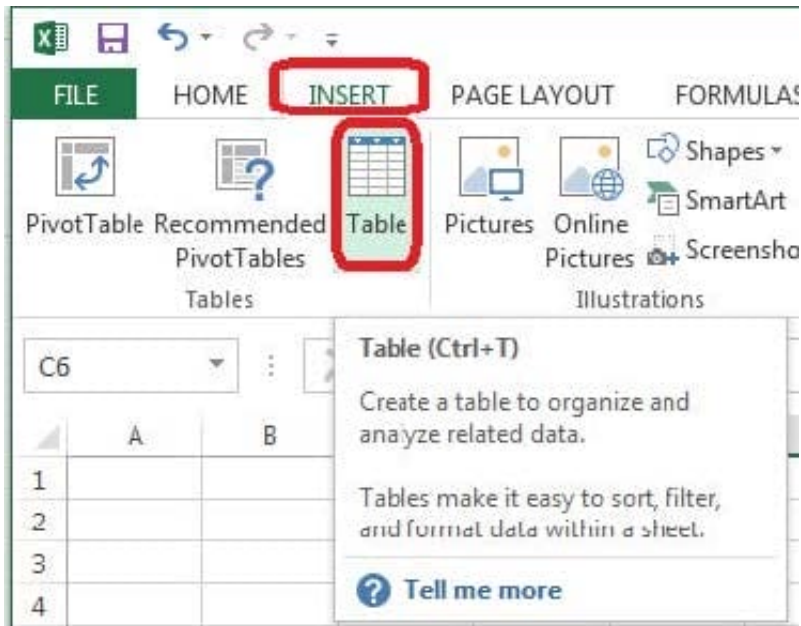 FILE HOME INSERT PAGE LAYOUT FORMULAS
PivotTable Recommended PivotTables Table Pictures Online Pictures
Shapes
SmartArt
Screensho
Tables Illustrations
C6
Table (Ctrl+T)
Create a table to organize and
analyze related data.
Tables make it easy to sort, filter,
and format data within a sheet.
Tell me more
A B
1
2
3
4